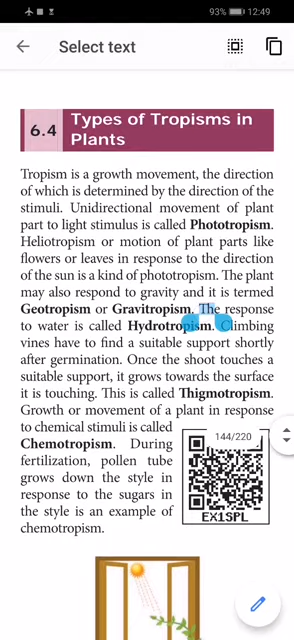 93% 12:49
Select text
6.4 Types of Tropisms in
Plants
Tropism is a growth movement, the direction
of which is determined by the direction of the
stimuli. Unidirectional movement of plant
part to light stimulus is called Phototropism.
Heliotropism or motion of plant parts like
flowers or leaves in response to the direction
of the sun is a kind of phototropism. The plant
may also respond to gravity and it is termed
Geotropism or Gravitropism. The response
to water is called Hydrotropism. Climbing
vines have to find a suitable support shortly
after germination. Once the shoot touches a
suitable support, it grows towards the surface
it is touching. This is called Thigmotropism.
Growth or movement of a plant in response
to chemical stimuli is called
Chemotropism. During
fertilization, pollen tube
grows down the style in
response to the sugars in
the style is an example of
chemotropism.
144/220
EX1SPL